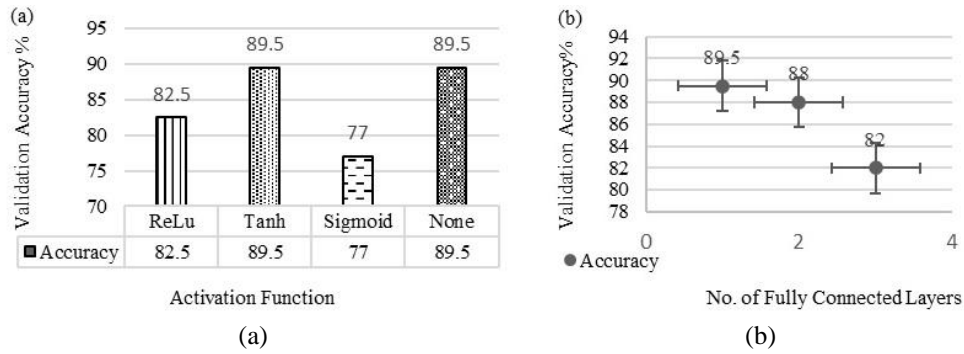 (a)
Validation Accuracy %
95
90
85
80
75
70
82.5
89.5
77
89.5
ReLu Tanh Sigmoid None
Accuracy 82.5 89.5 77 89.5
Activation Function
(a)
(b)
Validation Accuracy%
94
92
90
88
86
84
82
80
78
89.5
88
82
0 2 4
Accuracy
No. of Fully Connected Layers
(b)